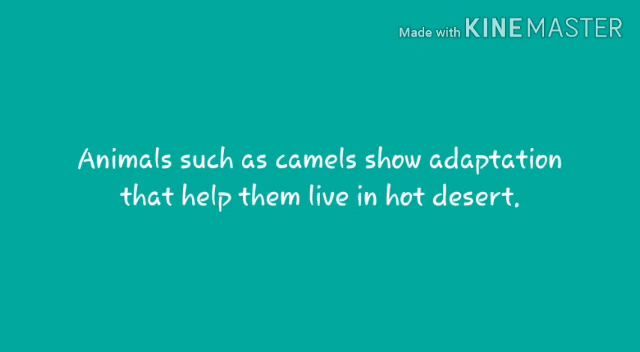 Made with KINEMASTER
Animals such as camels show adaptation
that help them live in hot desert.